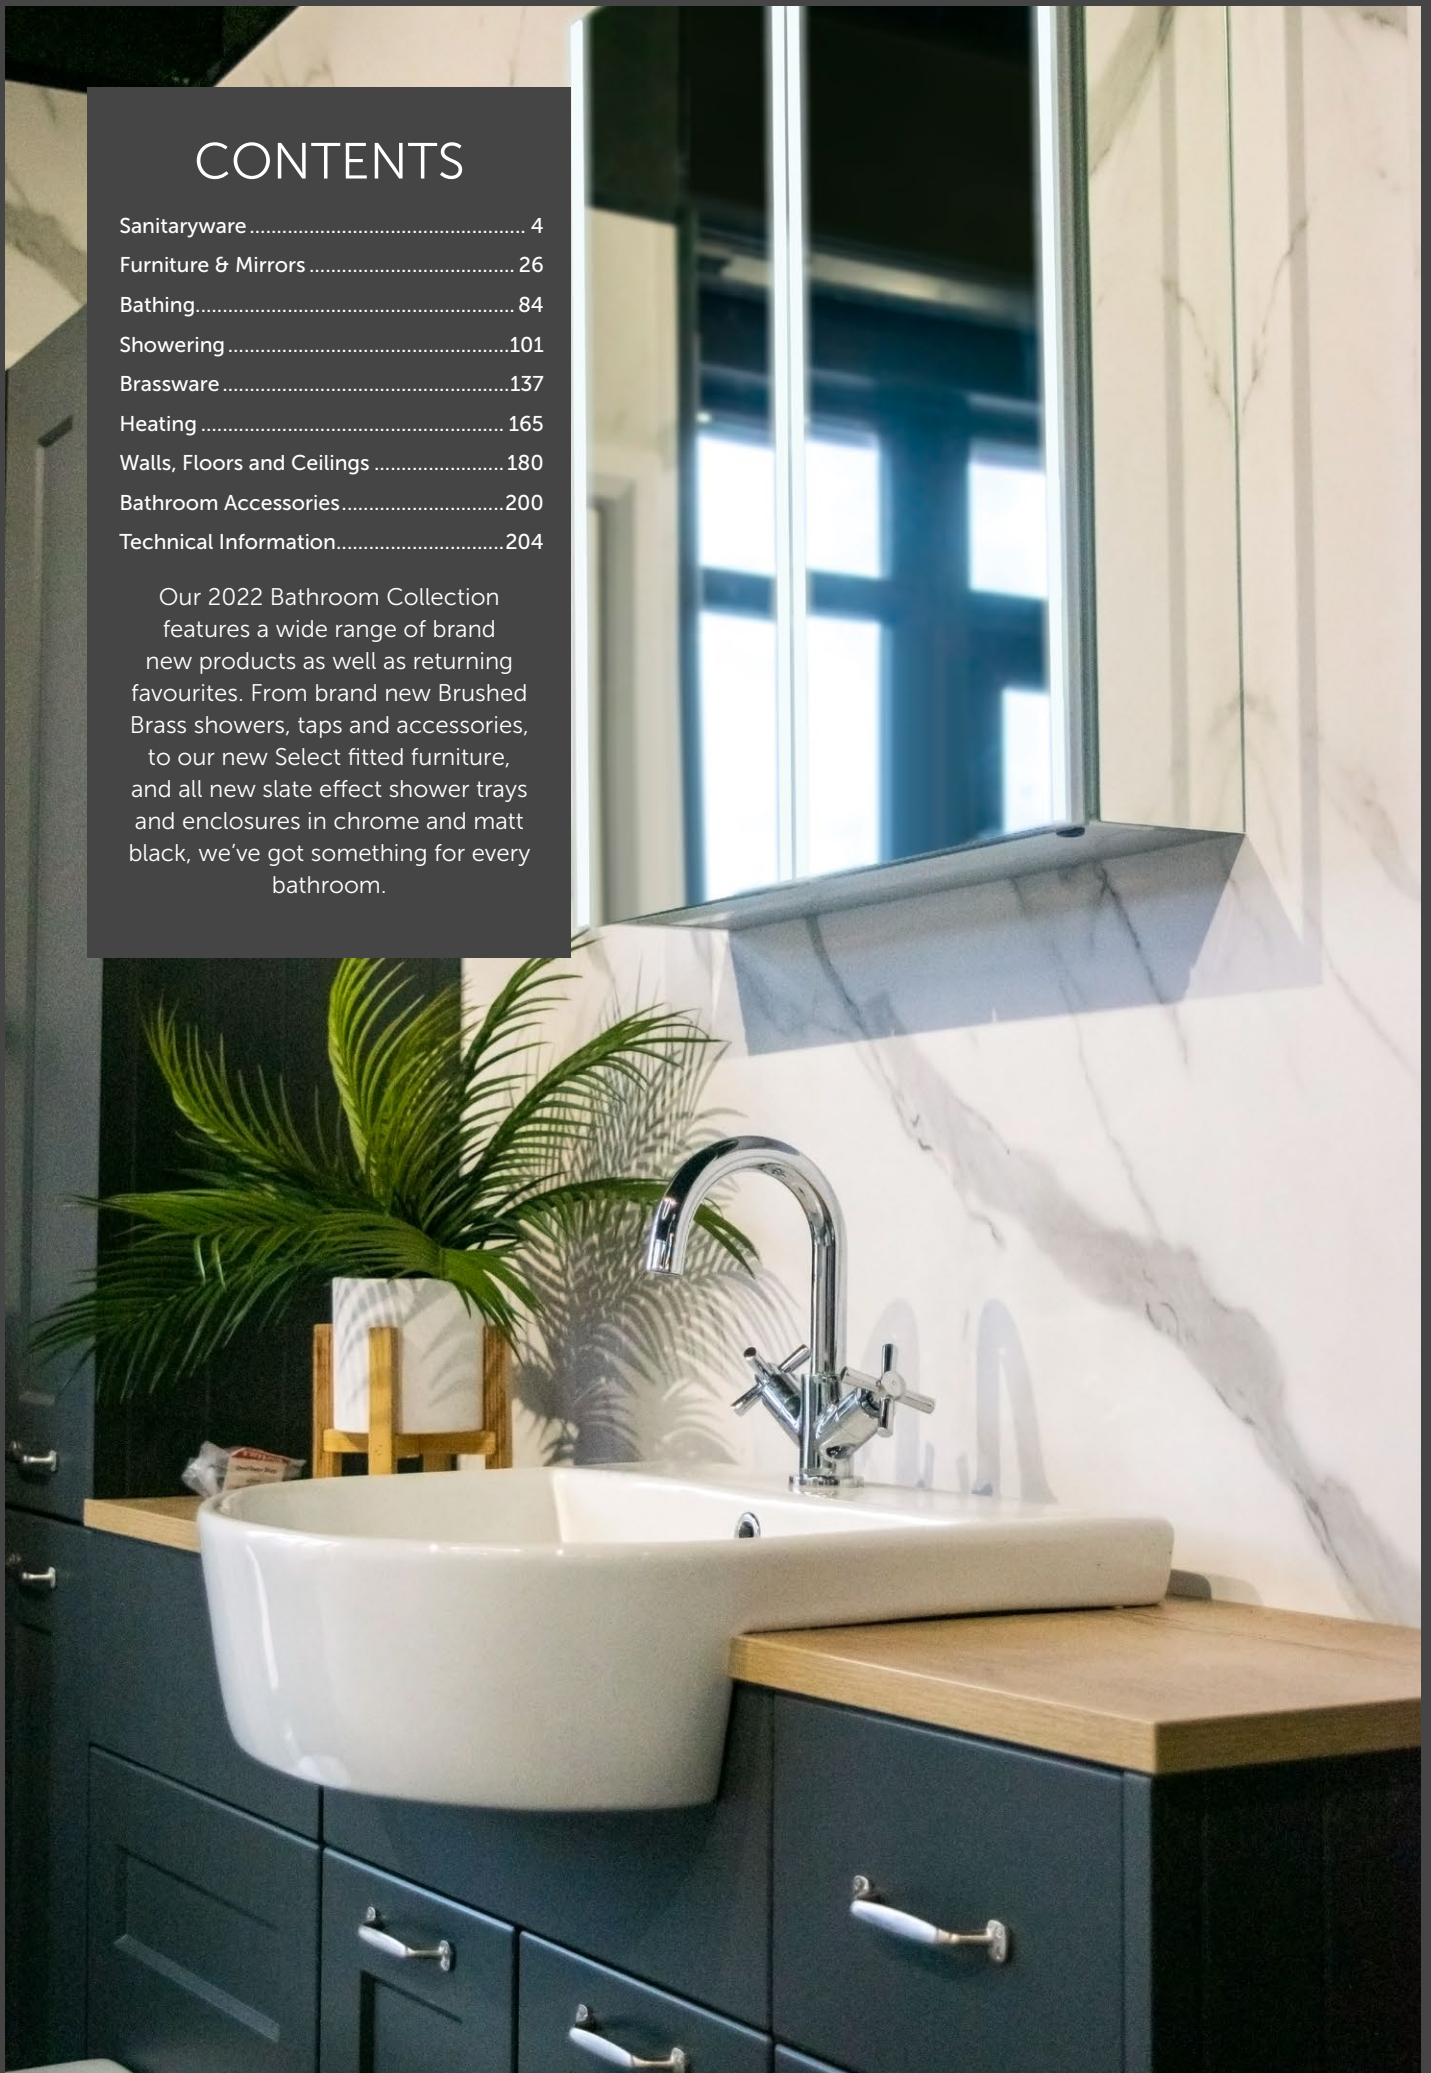 CONTENTS
Sanitaryware.................................................... 4
Furniture & Mirrors....................................... 26
Bathing............................................................ 84
Showering.....................................................101
Brassware......................................................137
Heating ......................................................... 165
Walls, Floors and Ceilings ........................ 180
Bathroom Accessories...............................200
Technical Information................................204
Our 2022 Bathroom Collection
features a wide range of brand
new products as well as returning
favourites. From brand new Brushed
Brass showers, taps and accessories,
to our new Select fitted furniture,
and all new slate effect shower trays
and enclosures in chrome and matt
black, we've got something for every
bathroom.